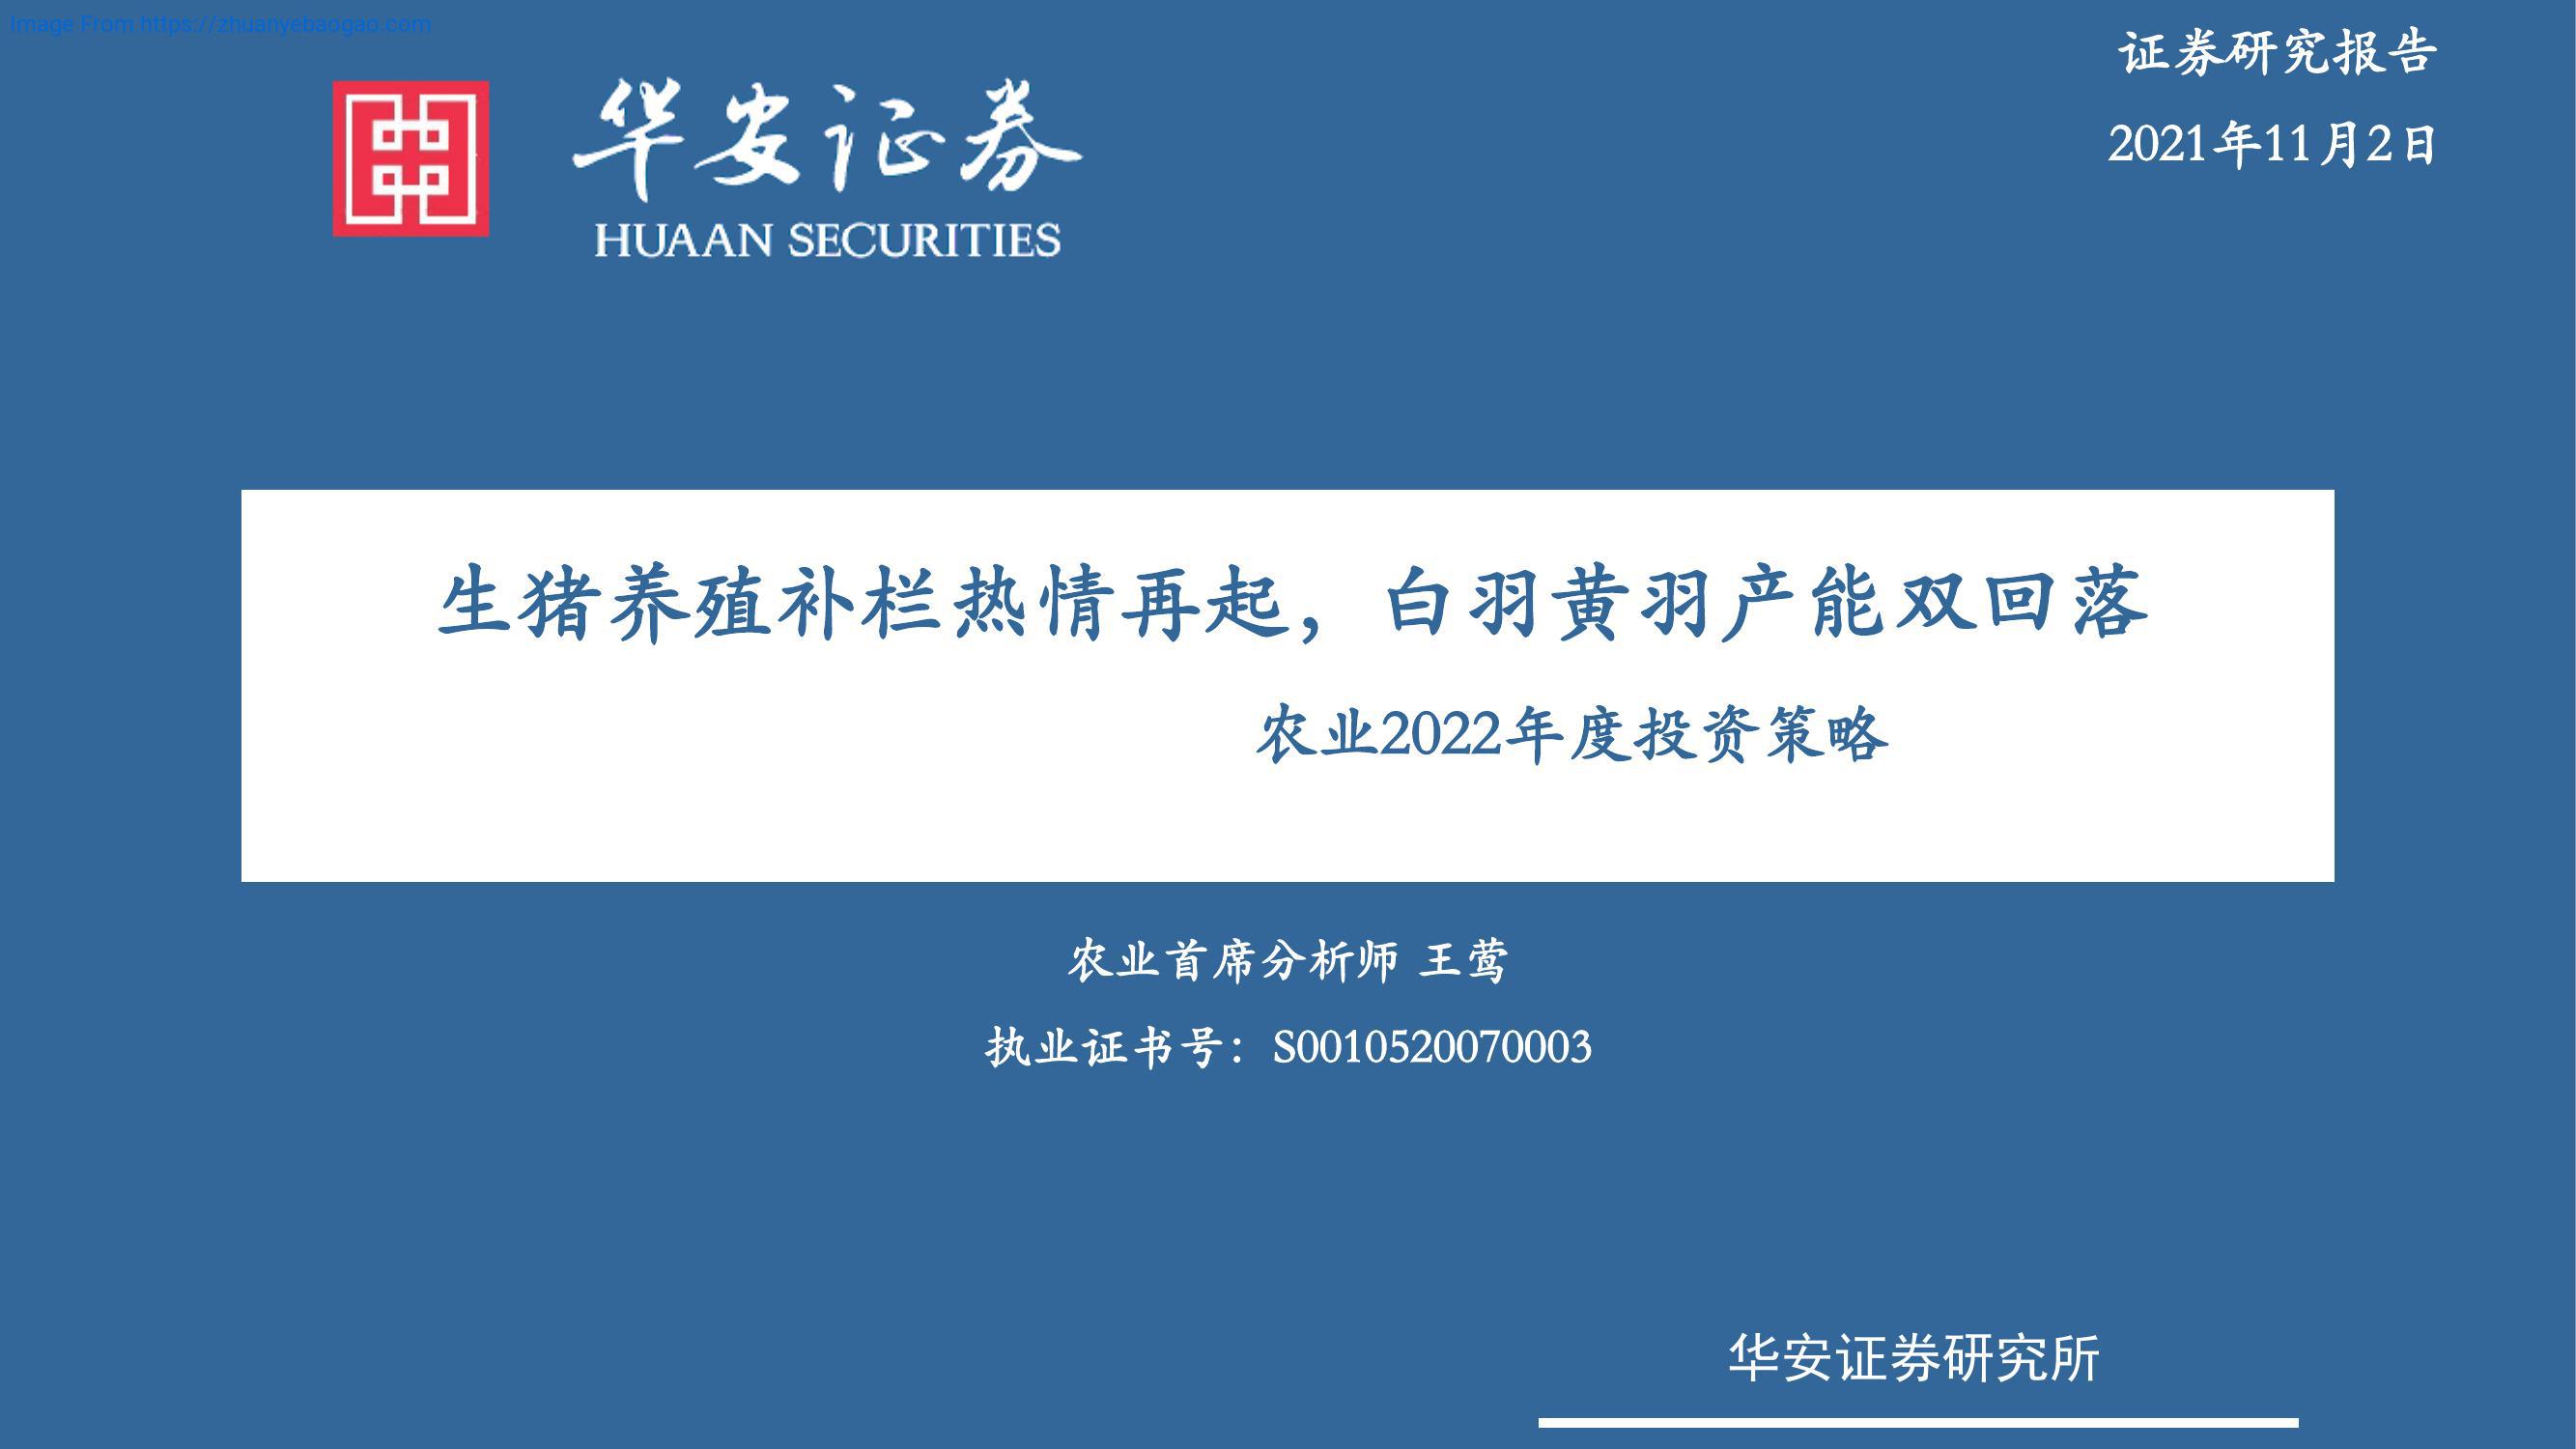 Image From https://zhuanyebaogao.com
证券研究报告
2021年11月2日
华安证券
HUAAN SECURITIES
生猪养殖补栏热情再起，白羽黄羽产能双回落
农业2022年度投资策略
农业首席分析师 王莺
执业证书号：S0010520070003
华安证券研究所